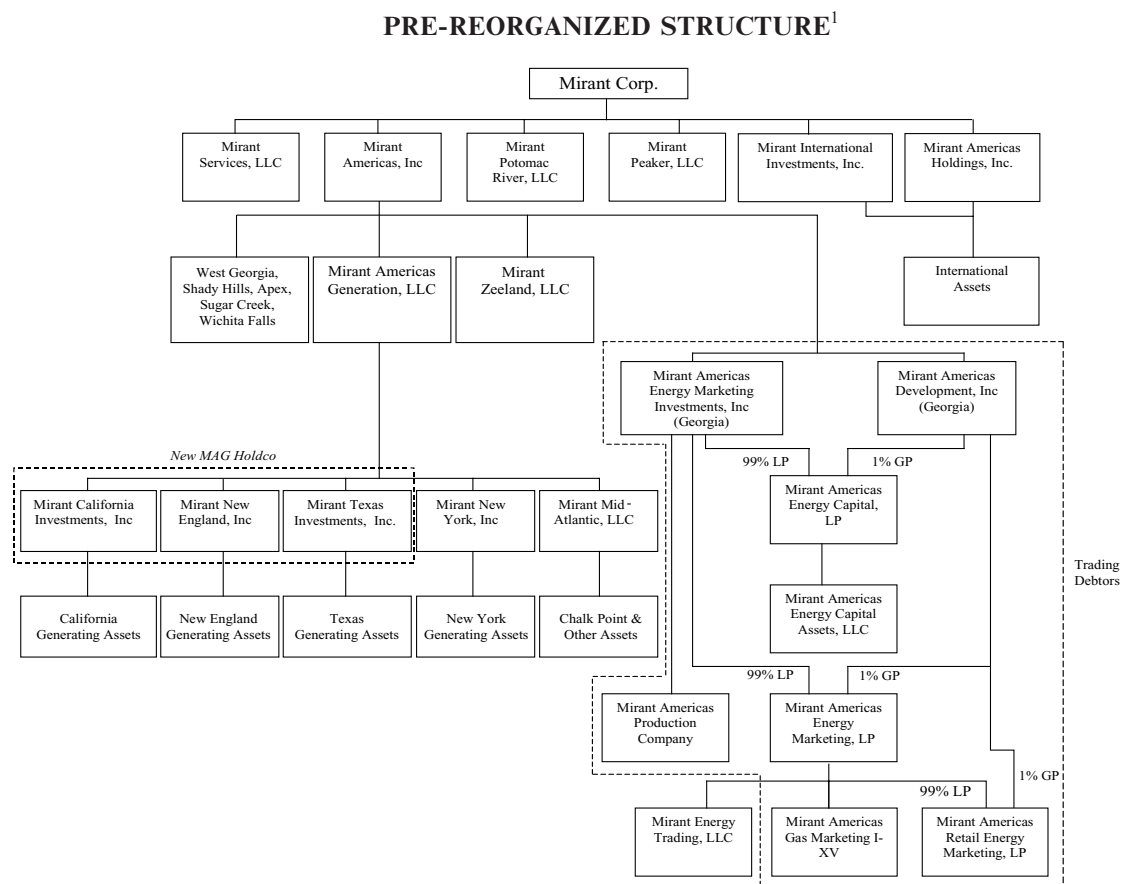 PRE-REORGANIZED STRUCTURE1
Mirant Corp.
Mirant
Services, LLC
Mirant
Americas, Inc
Mirant
Potomac
River, LLC
Mirant
Peaker, LLC
Mirant International
Investments, Inc.
Mirant Americas
Holdings, Inc.
West Georgia,
Shady Hills, Apex,
Sugar Creek,
Wichita Falls
Mirant Americas
Generation, LLC
Mirant
Zeeland, LLC
International
Assets
Mirant Americas
Energy Marketing
Investments, Inc
(Georgia)
Mirant Americas
Development, Inc
(Georgia)
New MAG Holdco
99% LP
1% GP
Mirant California
Investments, Inc
Mirant New
England, Inc
Mirant Texas
Investments, Inc.
Mirant New
York, Inc
Mirant Mid-
Atlantic, LLC
Mirant Americas
Energy Capital,
LP
Trading
Debtors
California
Generating Assets
New England
Generating Assets
Texas
Generating Assets
New York
Generating Assets
Chalk Point &
Other Assets
Mirant Americas
Energy Capital
Assets, LLC
99% LP
1% GP
Mirant Americas
Production
Company
Mirant Americas
Energy
Marketing, LP
1% GP
99% LP
Mirant Energy
Trading, LLC
Mirant Americas
Gas Marketing I-
XV
Mirant Americas
Retail Energy
Marketing, LP